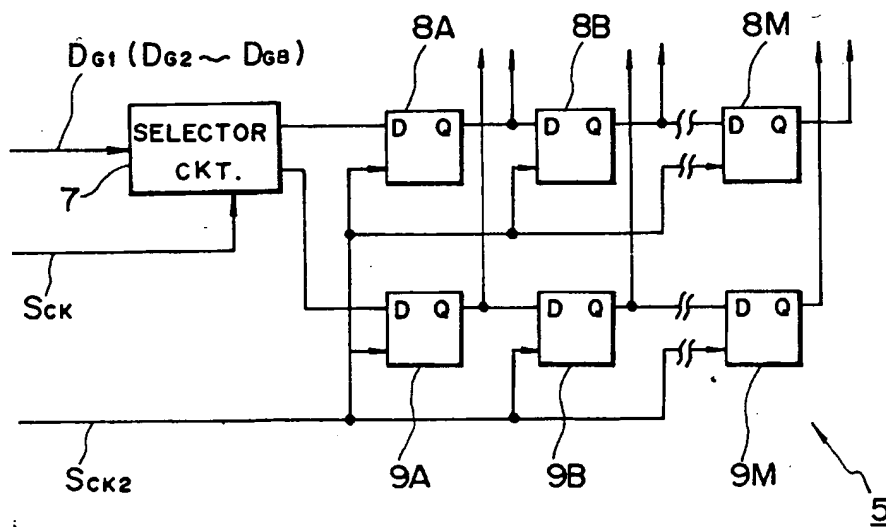 8A 8B 8M
DG1 (DG2 ~ DG8)
SELECTOR
CKT.
7
D Q D Q D Q
SCK
D Q D Q D Q
SCK2
9A 9B 9M
5